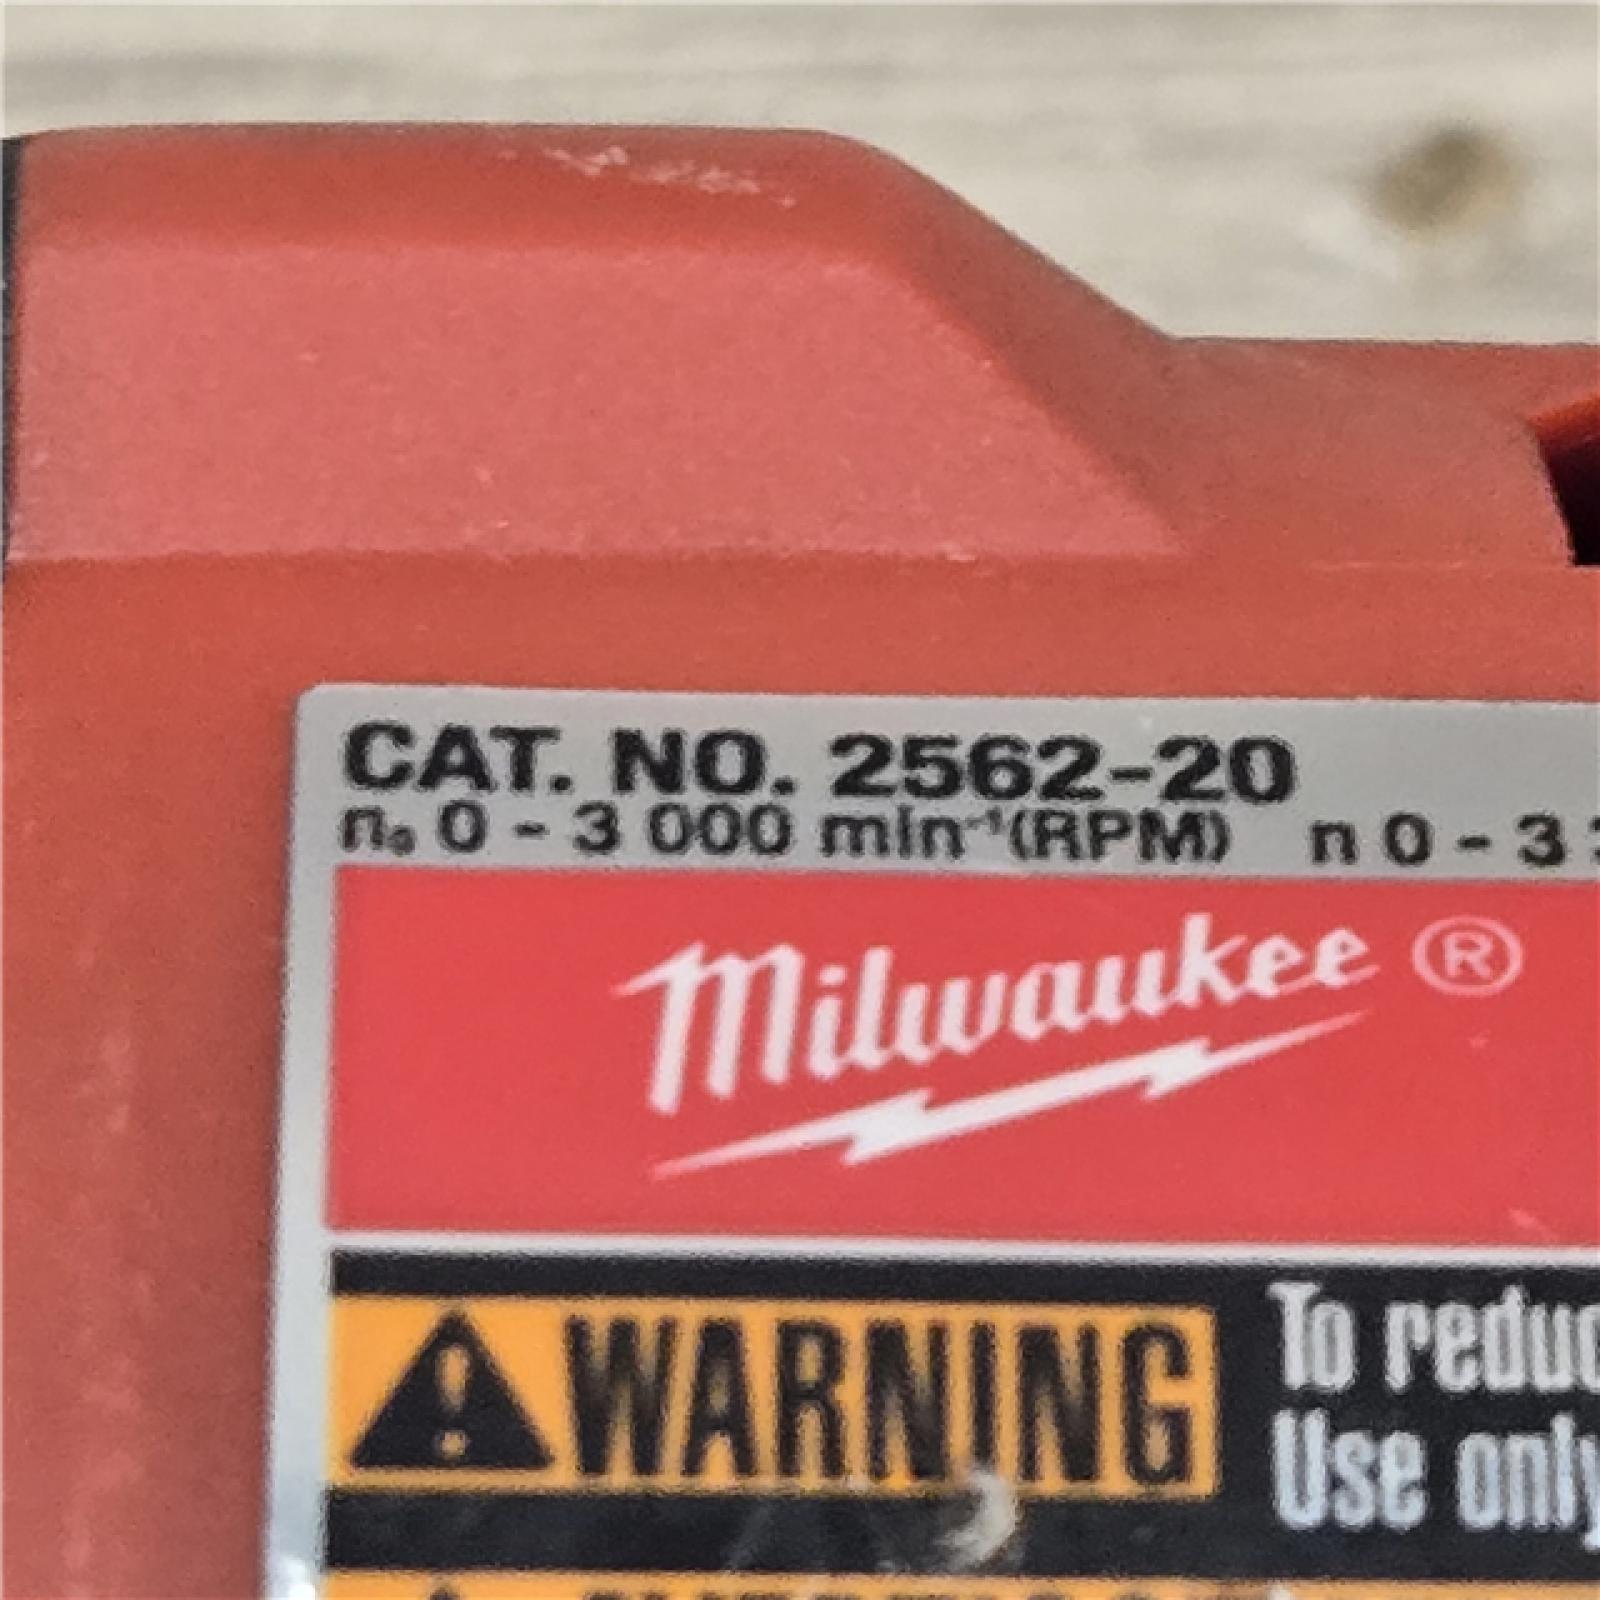 CAT. NO. 2562-20
n₀ 0 - 3 000 min⁻¹(RPM) n 0 - 3
Milwaukee ®
WARNING
To reduc
Use only